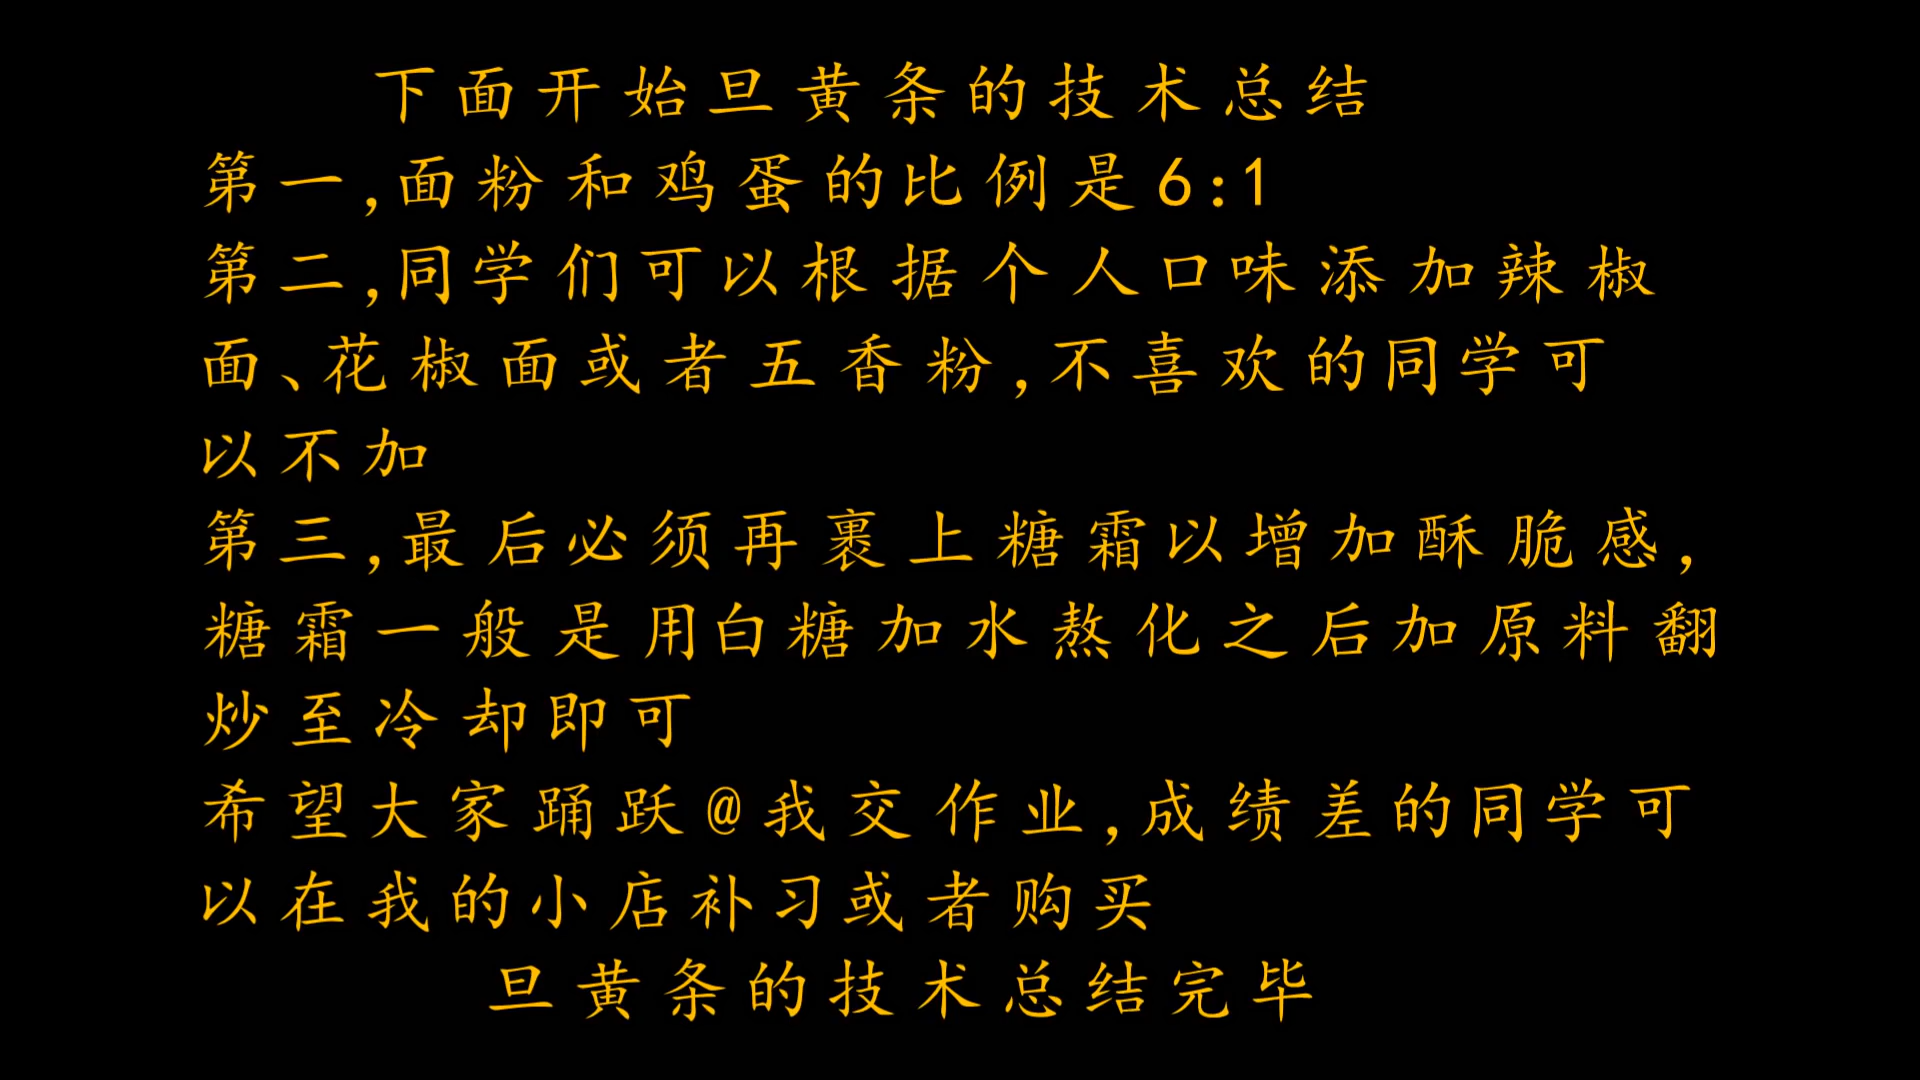 下面开始旦黄条的技术总结
第一,面粉和鸡蛋的比例是6:1
第二,同学们可以根据个人口味添加辣椒
面、花椒面或者五香粉,不喜欢的同学可
以不加
第三,最后必须再裹上糖霜以增加酥脆感,
糖霜一般是用白糖加水熬化之后加原料翻
炒至冷却即可
希望大家踊跃@我交作业,成绩差的同学可
以在我的小店补习或者购买
旦黄条的技术总结完毕